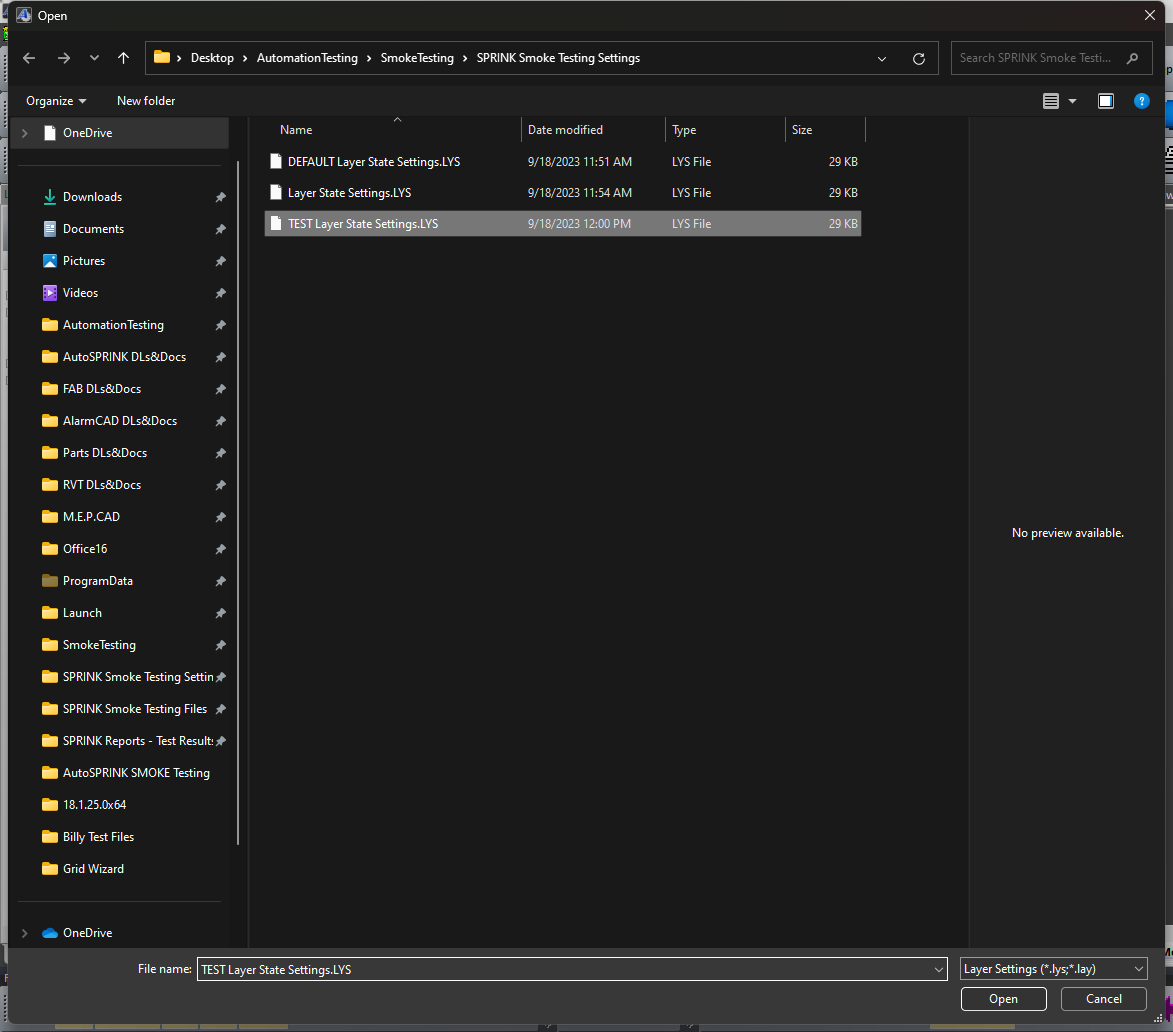 Open
Desktop > AutomationTesting > SmokeTesting > SPRINK Smoke Testing Settings
Search SPRINK Smoke Testi...
Organize New folder
OneDrive
Downloads
Documents
Pictures
Videos
AutomationTesting
AutoSPRINK DLs&Docs
FAB DLs&Docs
AlarmCAD DLs&Docs
Parts DLs&Docs
RVT DLs&Docs
M.E.P.CAD
Office16
ProgramData
Launch
SmokeTesting
SPRINK Smoke Testing Settin
SPRINK Smoke Testing Files
SPRINK Reports - Test Results
AutoSPRINK SMOKE Testing
18.1.25.0x64
Billy Test Files
Grid Wizard
OneDrive
Name Date modified Type Size
DEFAULT Layer State Settings.LYS 9/18/2023 11:51 AM LYS File 29 KB
Layer State Settings.LYS 9/18/2023 11:54 AM LYS File 29 KB
TEST Layer State Settings.LYS 9/18/2023 12:00 PM LYS File 29 KB
No preview available.
File name: TEST Layer State Settings.LYS Layer Settings (*.lys;*.lay)
Open Cancel